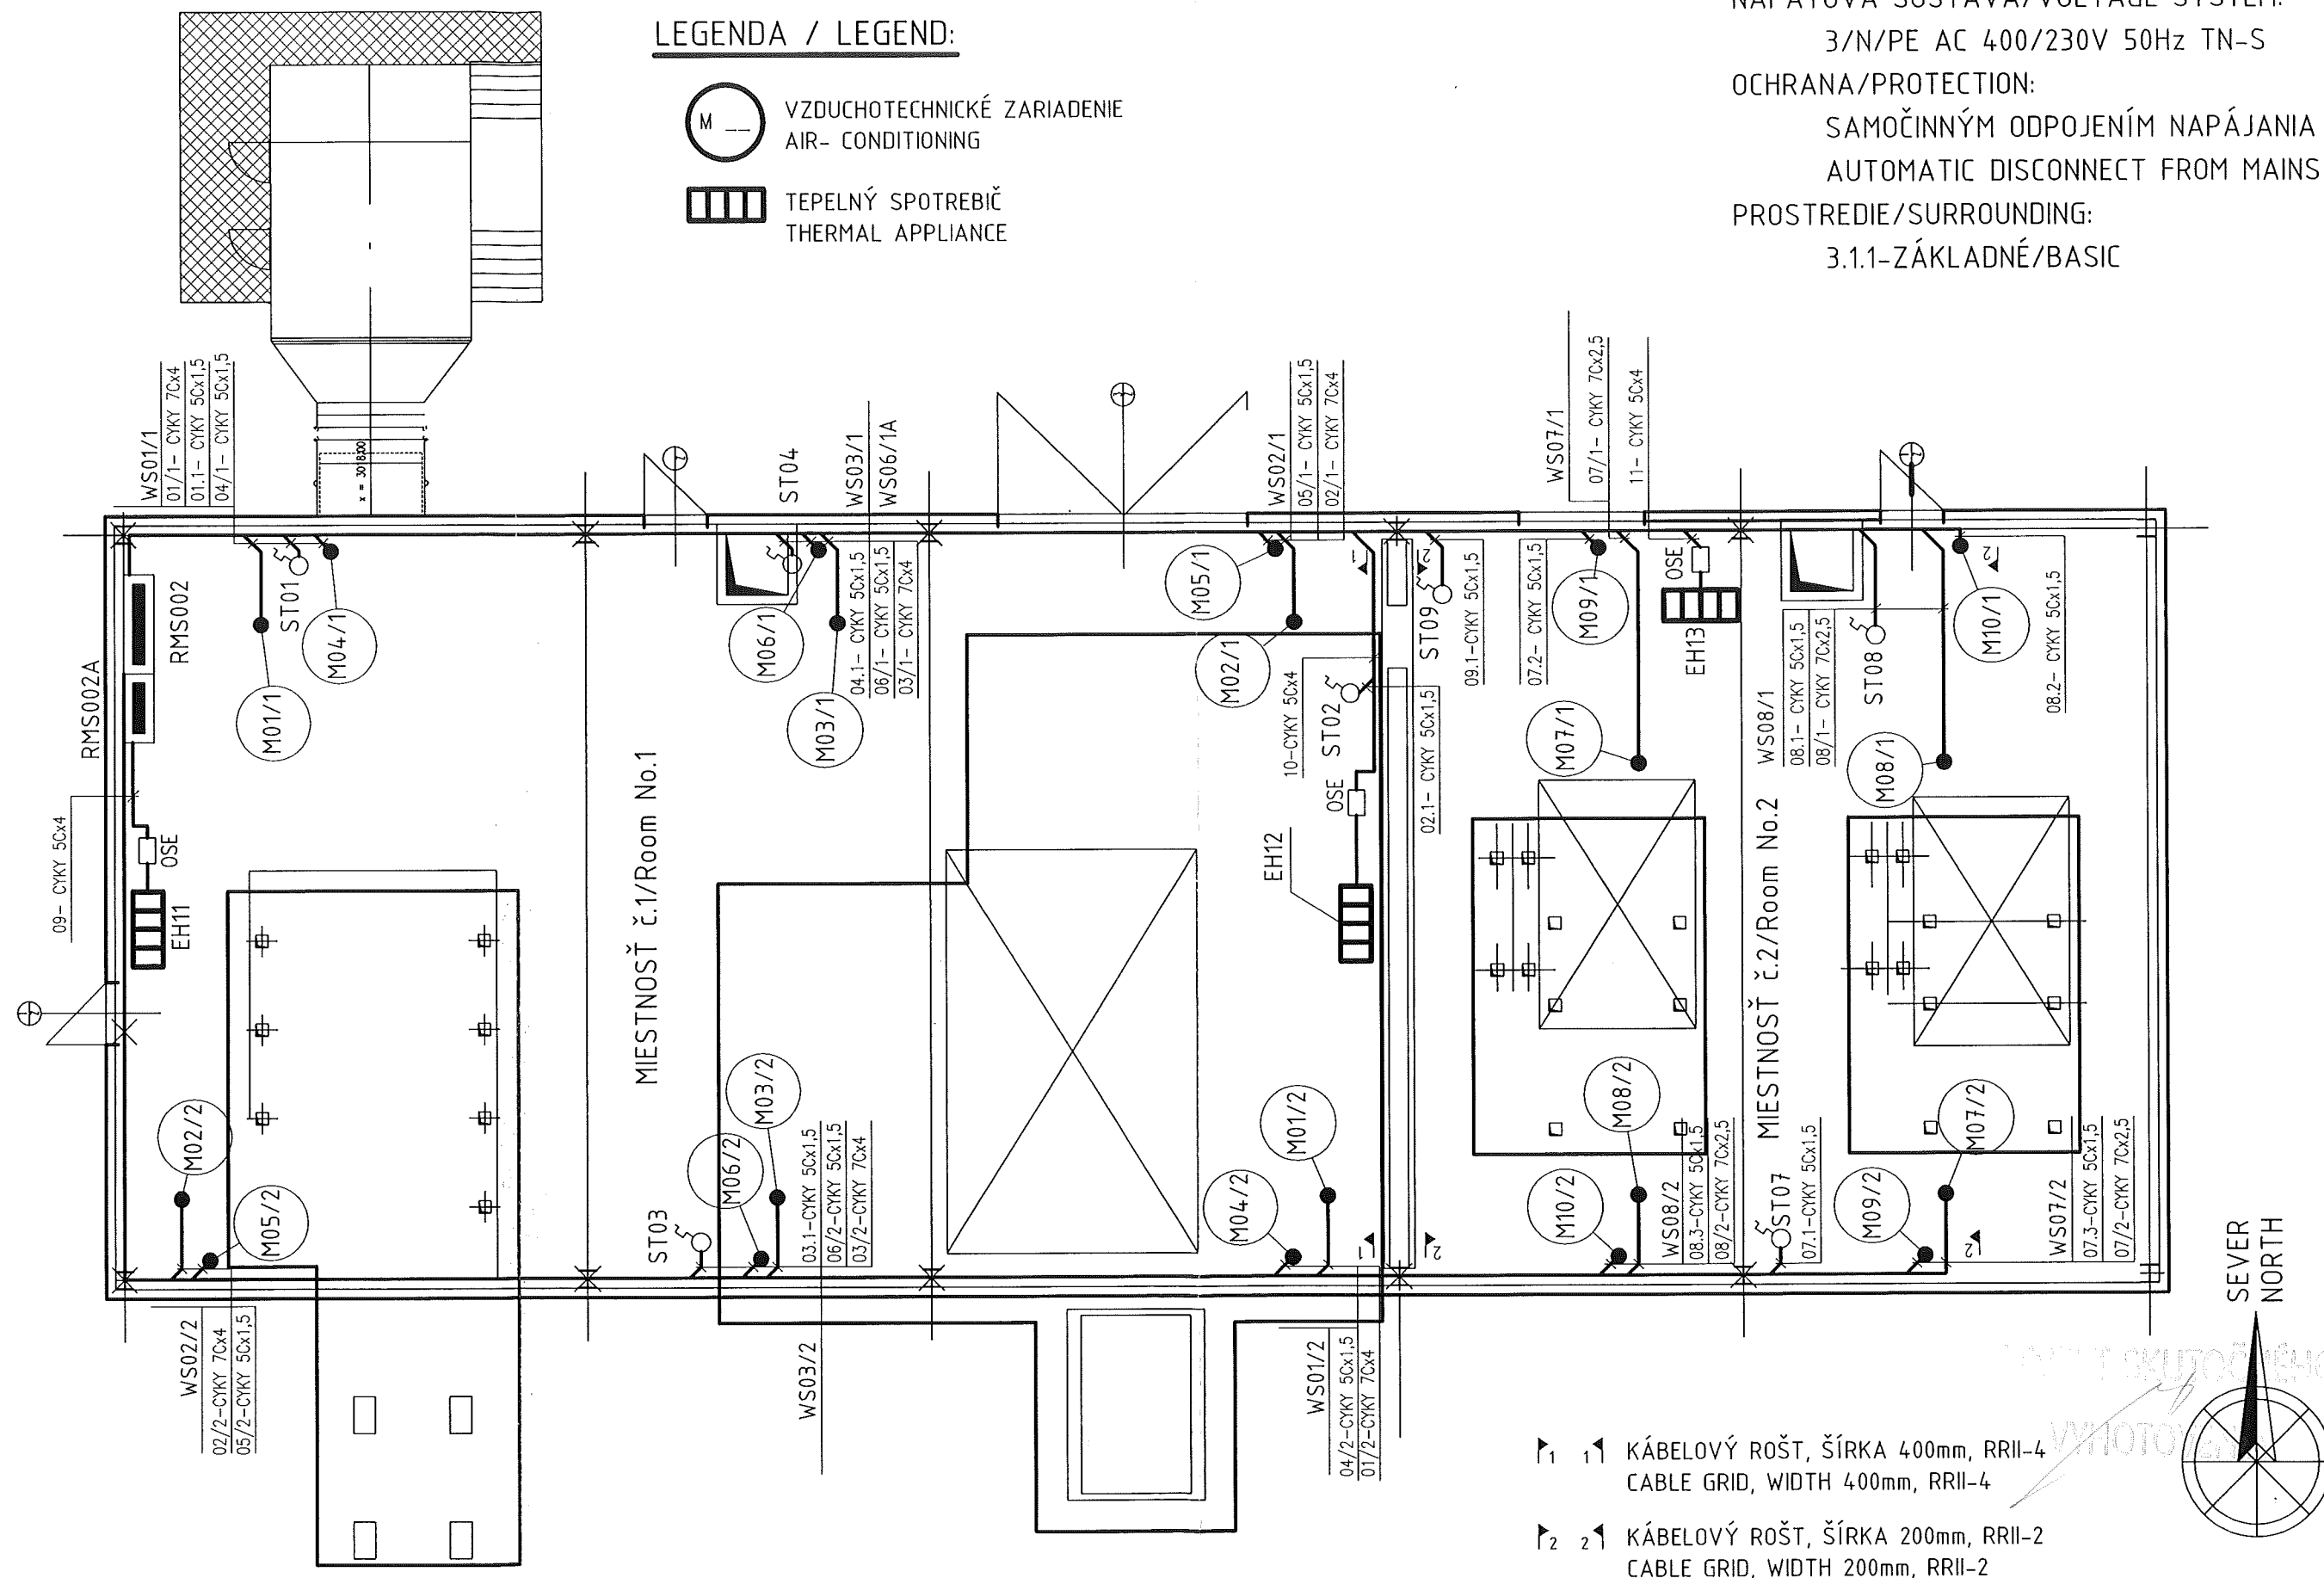 LEGENDA / LEGEND:
M __
VZDUCHOTECHNICKÉ ZARIADENIE
AIR- CONDITIONING
TEPELNÝ SPOTREBIČ
THERMAL APPLIANCE
3/N/PE AC 400/230V 50Hz TN-S
OCHRANA/PROTECTION:
SAMOČINNÝM ODPOJENÍM NAPÁJANIA
AUTOMATIC DISCONNECT FROM MAINS
PROSTREDIE/SURROUNDING:
3.1.1-ZÁKLADNÉ/BASIC
WS01/1
01/1- CYKY 7Cx4
01.1- CYKY 5Cx1,5
04/1- CYKY 5Cx1,5
ST04
WS03/1
WS06/1A
WS02/1
05/1- CYKY 5Cx1,5
02/1- CYKY 7Cx4
WS07/1
07/1- CYKY 7Cx2,5
11- CYKY 5Cx4
RMS002A
RMS002
M01/1
ST01
M04/1
M06/1
M03/1
04.1- CYKY 5Cx1,5
06/1- CYKY 5Cx1,5
03/1- CYKY 7Cx4
M05/1
M02/1
1
2
10-CYKY 5Cx4
ST02
ST09
02.1- CYKY 5Cx1,5
09.1-CYKY 5Cx1,5
07.2- CYKY 5Cx1,5
M09/1
M07/1
OSE
EH13
WS08/1
08.1- CYKY 5Cx1,5
08/1- CYKY 7Cx2,5
ST08
M08/1
M10/1
2
08.2- CYKY 5Cx1,5
09- CYKY 5Cx4
OSE
EH11
MIESTNOSŤ č.1/Room No.1
EH12
OSE
MIESTNOSŤ č.2/Room No.2
M02/2
M05/2
ST03
M06/2
M03/2
03.1-CYKY 5Cx1,5
06/2-CYKY 5Cx1,5
03/2-CYKY 7Cx4
M04/2
M01/2
1
2
M10/2
M08/2
WS08/2
08.3-CYKY 5Cx1,5
08/2-CYKY 7Cx2,5
ST07
07.1-CYKY 5Cx1,5
M09/2
M07/2
2
WS07/2
07.3-CYKY 5Cx1,5
07/2-CYKY 7Cx2,5
WS02/2
02/2-CYKY 7Cx4
05/2-CYKY 5Cx1,5
WS03/2
WS01/2
04/2-CYKY 5Cx1,5
01/2-CYKY 7Cx4
SEVER
NORTH
1 1 KÁBELOVÝ ROŠT, ŠÍRKA 400mm, RRII-4
CABLE GRID, WIDTH 400mm, RRII-4
2 2 KÁBELOVÝ ROŠT, ŠÍRKA 200mm, RRII-2
CABLE GRID, WIDTH 200mm, RRII-2